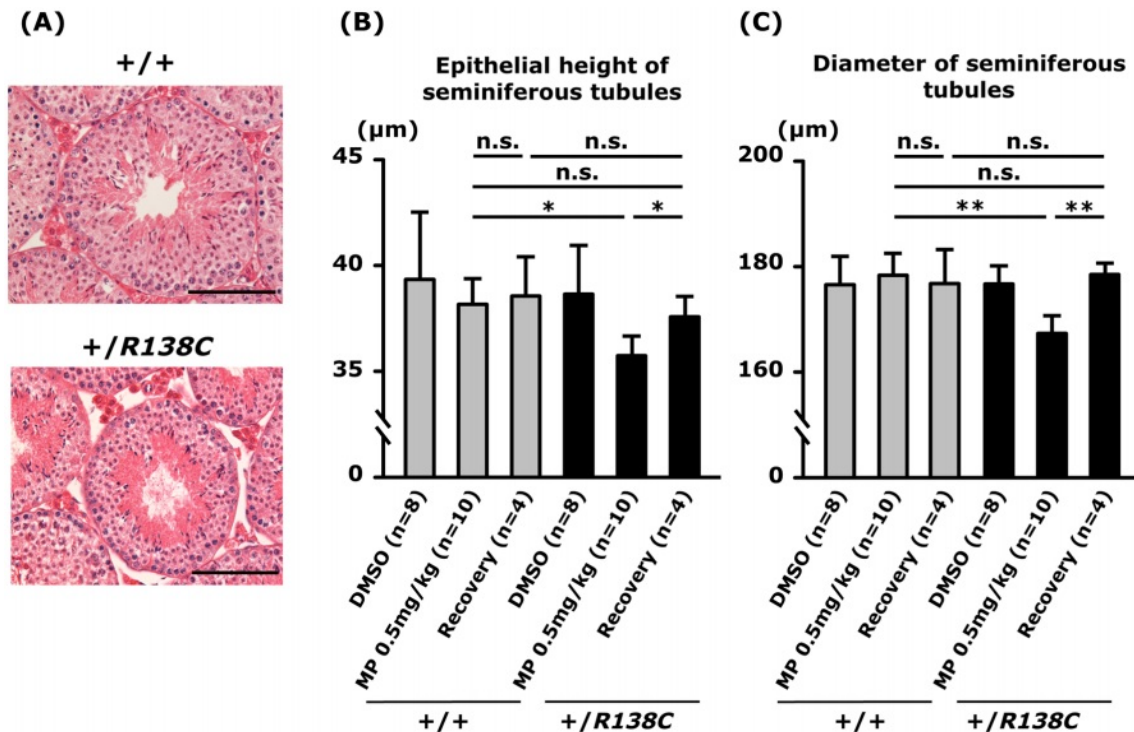 (A)
+/+
+/R138C
(B)
Epithelial height of
seminiferous tubules
(μm)
n.s.
n.s.
n.s.
*
*
45
40
35
0
DMSO (n=8)
MP 0.5mg/kg (n=10)
Recovery (n=4)
DMSO (n=8)
MP 0.5mg/kg (n=10)
Recovery (n=4)
+/+
+/R138C
(C)
Diameter of seminiferous
tubules
(μm)
n.s.
n.s.
n.s.
**
**
200
180
160
0
DMSO (n=8)
MP 0.5mg/kg (n=10)
Recovery (n=4)
DMSO (n=8)
MP 0.5mg/kg (n=10)
Recovery (n=4)
+/+
+/R138C